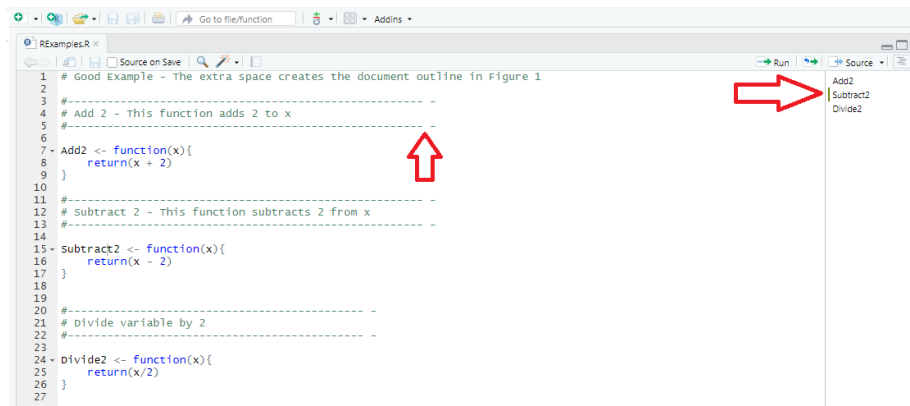 Go to file/function
Addins
RExamples.R
Source on Save
Run
Source
1 # Good Example - The extra space creates the document outline in Figure 1
2
3 #------------------------------------------------------ -
4 # Add 2 - This function adds 2 to x
5 #------------------------------------------------------ -
6
7 Add2 <- function(x){
8     return(x + 2)
9 }
10
11 #------------------------------------------------------ -
12 # Subtract 2 - This function subtracts 2 from x
13 #------------------------------------------------------ -
14
15 Subtract2 <- function(x){
16     return(x - 2)
17 }
18
19
20 #--------------------------------------------- -
21 # Divide variable by 2
22 #--------------------------------------------- -
23
24 Divide2 <- function(x){
25     return(x/2)
26 }
27
Add2
Subtract2
Divide2